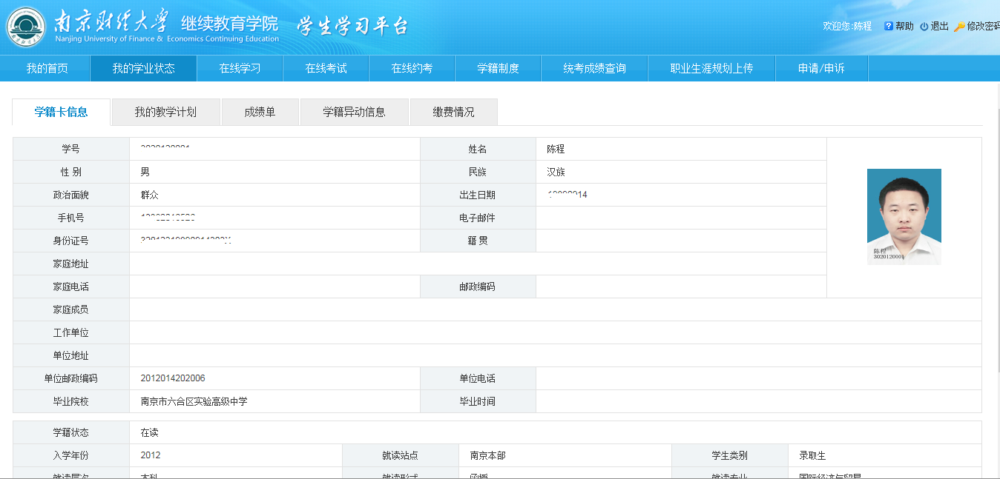 南京财经大学 继续教育学院 学生学习平台
Nanjing University of Finance & Economics Continuing Education
欢迎您:陈程 帮助 退出 修改密码
我的首页 我的学业状态 在线学习 在线考试 在线约考 学籍制度 统考成绩查询 职业生涯规划上传 申请/申诉
学籍卡信息 我的教学计划 成绩单 学籍异动信息 缴费情况
学号 姓名 陈程
性 别 男 民族 汉族
政治面貌 群众 出生日期
手机号 电子邮件
身份证号 籍 贯
家庭地址
家庭电话 邮政编码
陈程
3020120001
家庭成员
工作单位
单位地址
单位邮政编码 2012014202006 单位电话
毕业院校 南京市六合区实验高级中学 毕业时间
学籍状态 在读
入学年份 2012 就读站点 南京本部 学生类别 录取生
就读层次 本科 就读形式 函授 就读专业 国际经济与贸易